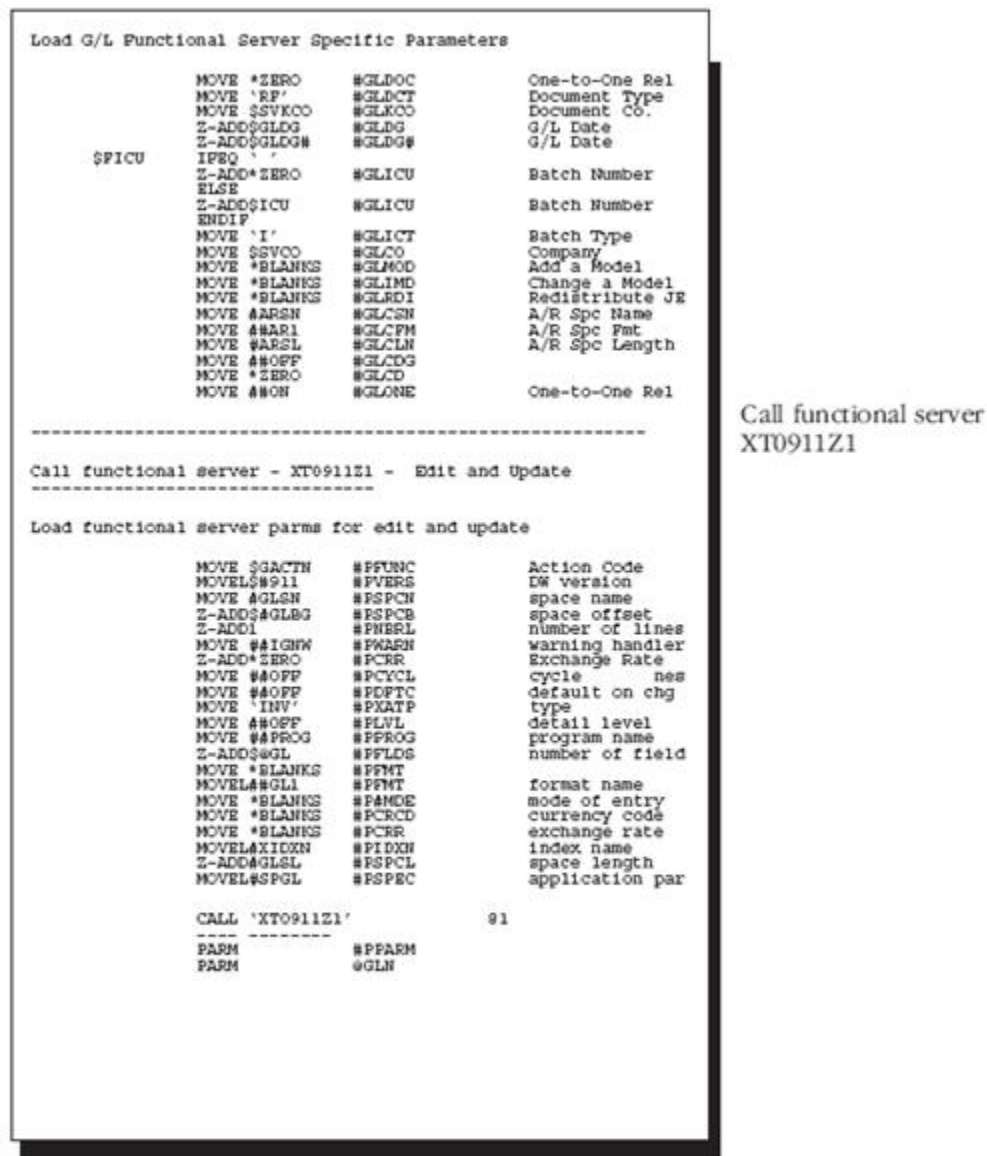 Load G/L Functional Server Specific Parameters
MOVE *ZERO #GLDOC One-to-One Rel
MOVE `RP' #GLDCT Document Type
MOVE $SVKCO #GLKCO Document Co.
Z-ADD$GLDG #GLDG G/L Date
Z-ADD$GLDG# #GLDG# G/L Date
$FICU IFEQ ` '
Z-ADD*ZERO #GLICU Batch Number
ELSE
Z-ADD$ICU #GLICU Batch Number
ENDIF
MOVE `I' #GLICT Batch Type
MOVE $SVCO #GLCO Company
MOVE *BLANKS #GLMOD Add a Model
MOVE *BLANKS #GLIMD Change a Model
MOVE *BLANKS #GLRDI Redistribute JE
MOVE #ARSN #GLCSN A/R Spc Name
MOVE ##AR1 #GLCFM A/R Spc Fmt
MOVE #ARSL #GLCLN A/R Spc Length
MOVE ##OFF #GLCDG
MOVE *ZERO #GLCD
MOVE ##ON #GLONE One-to-One Rel
Call functional server
XT0911Z1
Call functional server - XT0911Z1 - Edit and Update
Load functional server parms for edit and update
MOVE $GACTN #PFUNC Action Code
MOVEL$#911 #PVERS DW version
MOVE #GLSN #PSPCN space name
Z-ADD$#GLBG #PSPCB space offset
Z-ADD1 #PNBRL number of lines
MOVE ##IGNW #PWARN warning handler
Z-ADD*ZERO #PCRR Exchange Rate
MOVE ##OFF #PCYCL cycle nes
MOVE ##OFF #PDFTC default on chg
MOVE `INV' #PXATP type
MOVE ##OFF #PLVL detail level
MOVE ##PROG #PPROG program name
Z-ADD$@GL #PFLDS number of field
MOVE *BLANKS #PFMT
MOVEL##GL1 #PFMT format name
MOVE *BLANKS #P#MDE mode of entry
MOVE *BLANKS #PCRCD currency code
MOVE *BLANKS #PCRR exchange rate
MOVEL#XIDXN #PIDXN index name
Z-ADD#GLSL #PSPCL space length
MOVEL#SPGL #PSPEC application par
CALL `XT0911Z1' 81
---- --------
PARM #PPARM
PARM @GLN